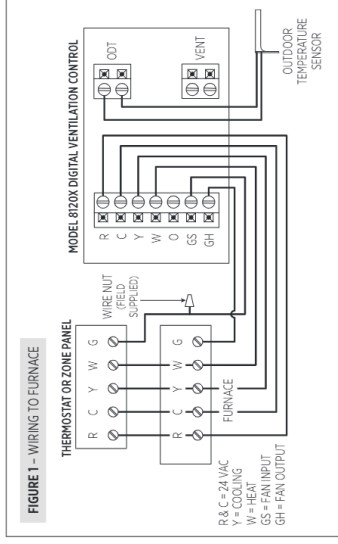 FIGURE 1 – WIRING TO FURNACE
THERMOSTAT OR ZONE PANEL
R C Y W G
WIRE NUT
(FIELD
SUPPLIED)
R C Y W G
FURNACE
R & C = 24 VAC
Y = COOLING
W = HEAT
GS = FAN INPUT
GH = FAN OUTPUT
MODEL 8120X DIGITAL VENTILATION CONTROL
R
C
Y
W
O
GS
GH
ODT
VENT
OUTDOOR
TEMPERATURE
SENSOR